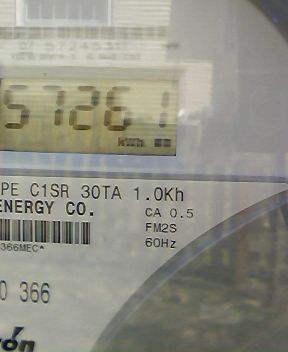 57261
kWh
PE C1SR 30TA 1.0Kh
ENERGY CO.
CA 0.5
FM2S
60Hz
366MEC*
0 366